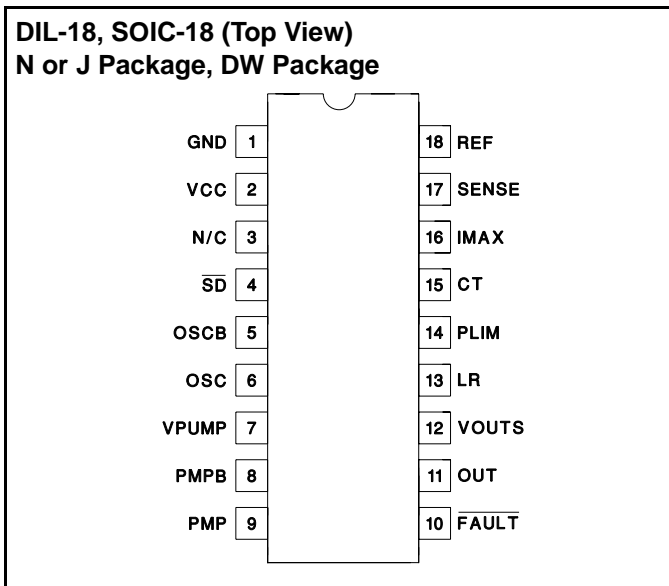 DIL-18, SOIC-18 (Top View)
N or J Package, DW Package
GND 1 18 REF
VCC 2 17 SENSE
N/C 3 16 IMAX
S̅D̅ 4 15 CT
OSCB 5 14 PLIM
OSC 6 13 LR
VPUMP 7 12 VOUTS
PMPB 8 11 OUT
PMP 9 10 F̅A̅U̅L̅T̅